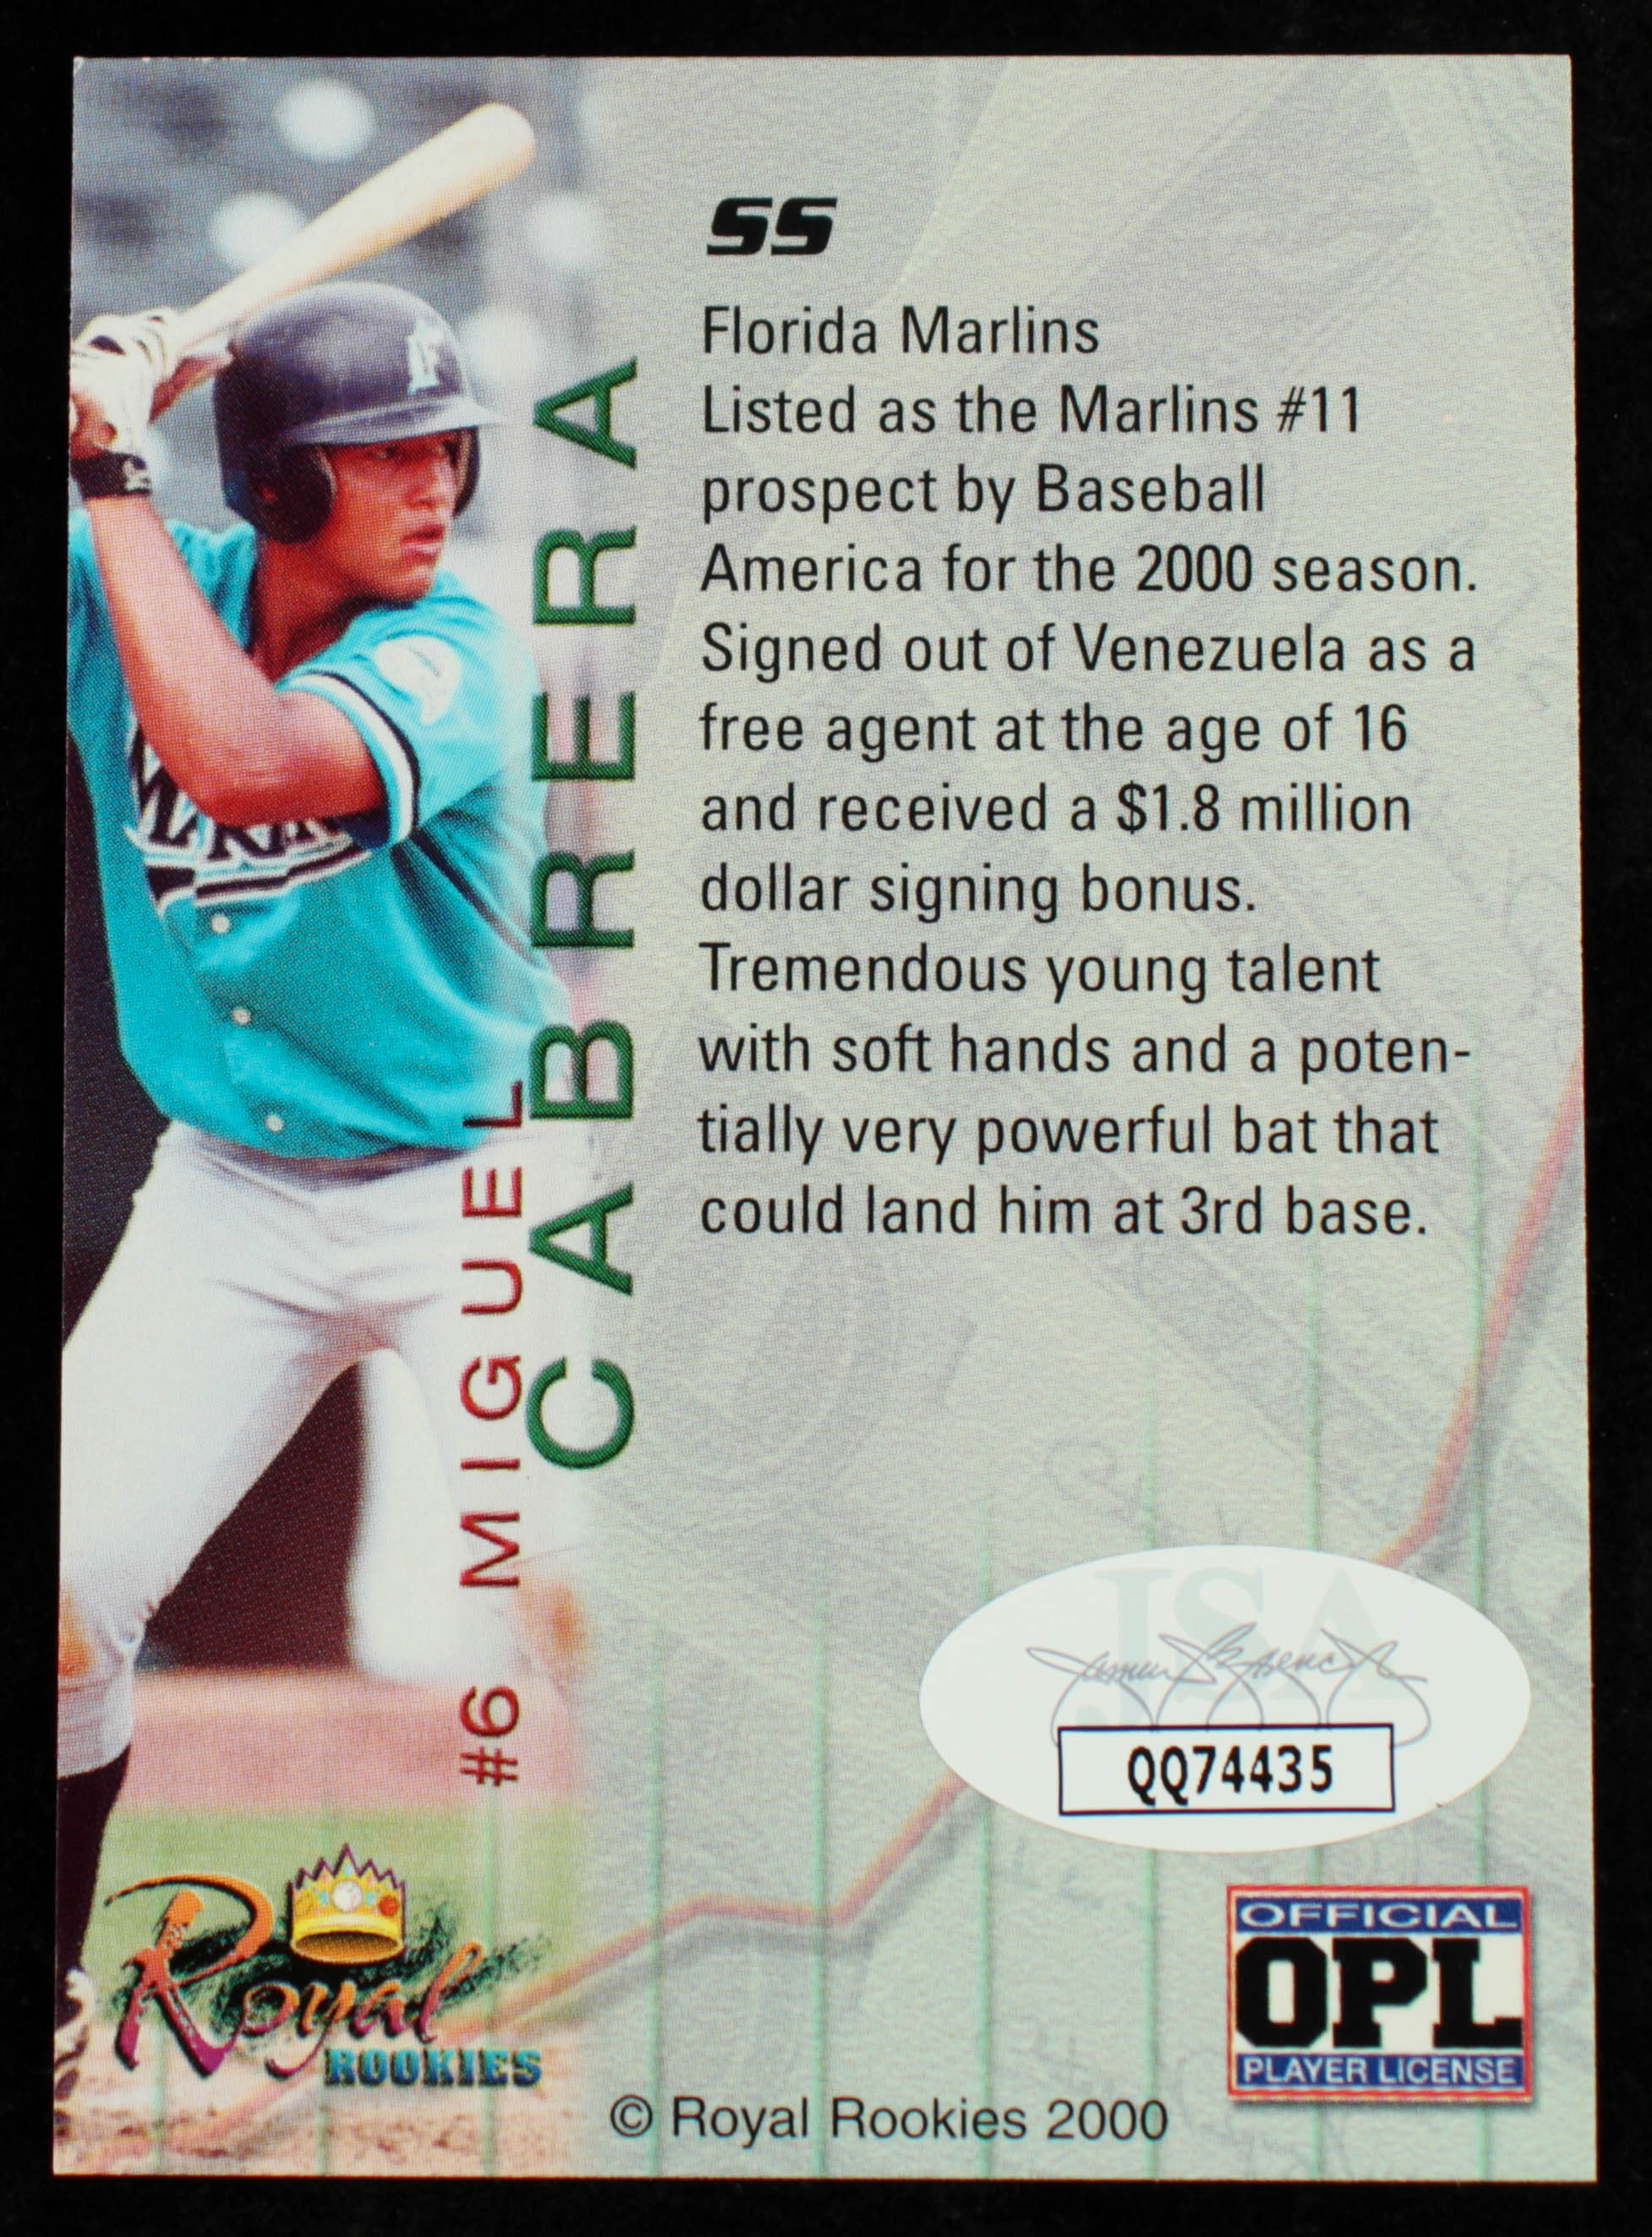 SS
Florida Marlins
Listed as the Marlins #11
prospect by Baseball
America for the 2000 season.
Signed out of Venezuela as a
free agent at the age of 16
and received a $1.8 million
dollar signing bonus.
Tremendous young talent
with soft hands and a poten-
tially very powerful bat that
could land him at 3rd base.
#6 MIGUEL
CABRERA
F
JSA
QQ74435
Royal
ROOKIES
OFFICIAL
OPL
PLAYER LICENSE
© Royal Rookies 2000